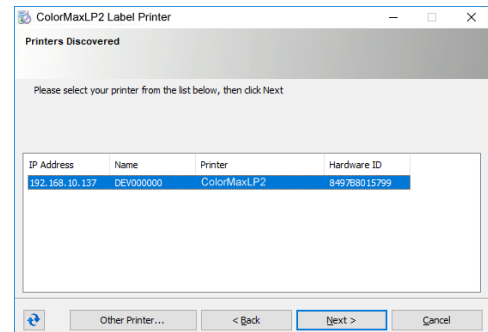 ColorMaxLP2 Label Printer
Printers Discovered
Please select your printer from the list below, then click Next
IP Address Name Printer Hardware ID
192.168.10.137 DEV000000 ColorMaxLP2 8497B8015799
Other Printer... < Back Next > Cancel